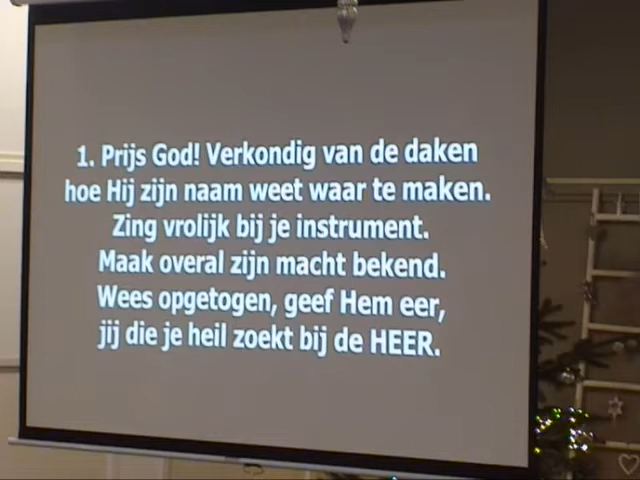 1. Prijs God! Verkondig van de daken
hoe Hij zijn naam weet waar te maken.
Zing vrolijk bij je instrument.
Maak overal zijn macht bekend.
Wees opgetogen, geef Hem eer,
jij die je heil zoekt bij de HEER.